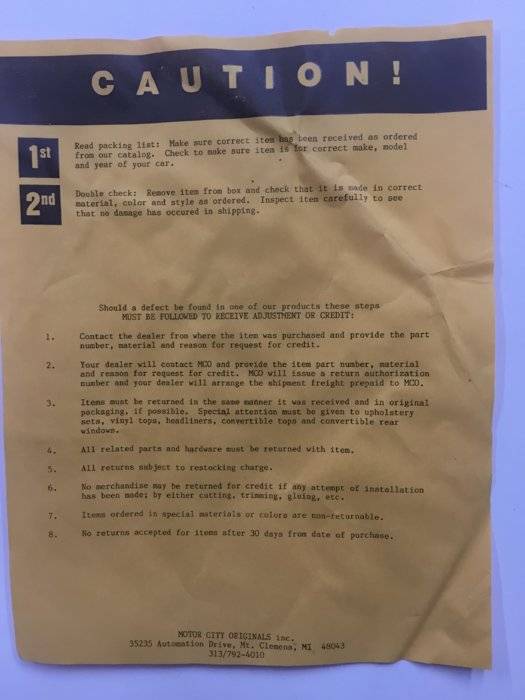 CAUTION!
1st
Read packing list: Make sure correct item has been received as ordered
from our catalog. Check to make sure item is for correct make, model
and year of your car.
2nd
Double check: Remove item from box and check that it is made in correct
material, color and style as ordered. Inspect item carefully to see
that no damage has occured in shipping.
Should a defect be found in one of our products these steps
MUST BE FOLLOWED TO RECEIVE ADJUSTMENT OR CREDIT:
1. Contact the dealer from where the item was purchased and provide the part
number, material and reason for request for credit.
2. Your dealer will contact MCO and provide the item part number, material
and reason for request for credit. MCO will issue a return authorization
number and your dealer will arrange the shipment freight prepaid to MCO.
3. Items must be returned in the same manner it was received and in original
packaging, if possible. Special attention must be given to upholstery
sets, vinyl tops, headliners, convertible tops and convertible rear
windows.
4. All related parts and hardware must be returned with item.
5. All returns subject to restocking charge.
6. No merchandise may be returned for credit if any attempt of installation
has been made; by either cutting, trimming, gluing, etc.
7. Items ordered in special materials or colors are non-returnable.
8. No returns accepted for items after 30 days from date of purchase.
MOTOR CITY ORIGINALS inc.
35235 Automation Drive, Mt. Clemens, MI 48043
313/792-4010